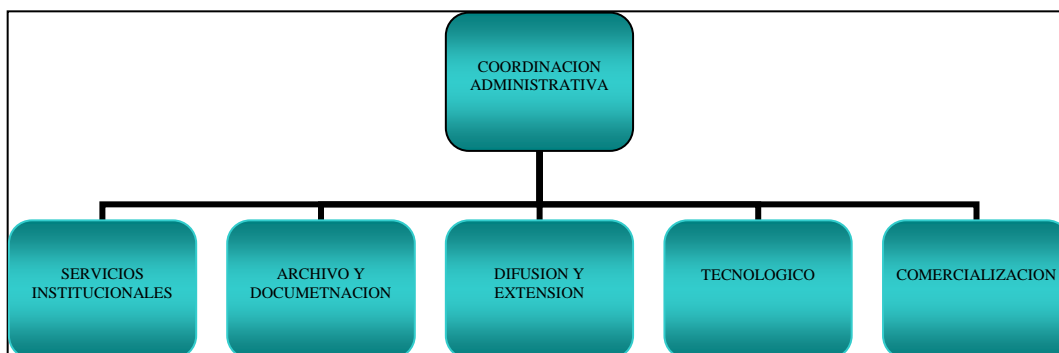 COORDINACION
ADMINISTRATIVA
SERVICIOS
INSTITUCIONALES
ARCHIVO Y
DOCUMETNACION
DIFUSION Y
EXTENSION
TECNOLOGICO
COMERCIALIZACION